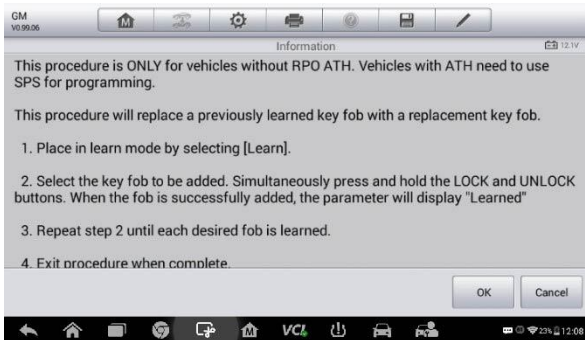 GM
V0.99.06
Information
12.1V
This procedure is ONLY for vehicles without RPO ATH. Vehicles with ATH need to use
SPS for programming.
This procedure will replace a previously learned key fob with a replacement key fob.
1. Place in learn mode by selecting [Learn].
2. Select the key fob to be added. Simultaneously press and hold the LOCK and UNLOCK
buttons. When the fob is successfully added, the parameter will display "Learned"
3. Repeat step 2 until each desired fob is learned.
4. Exit procedure when complete.
OK Cancel
VCI 23% 12:08